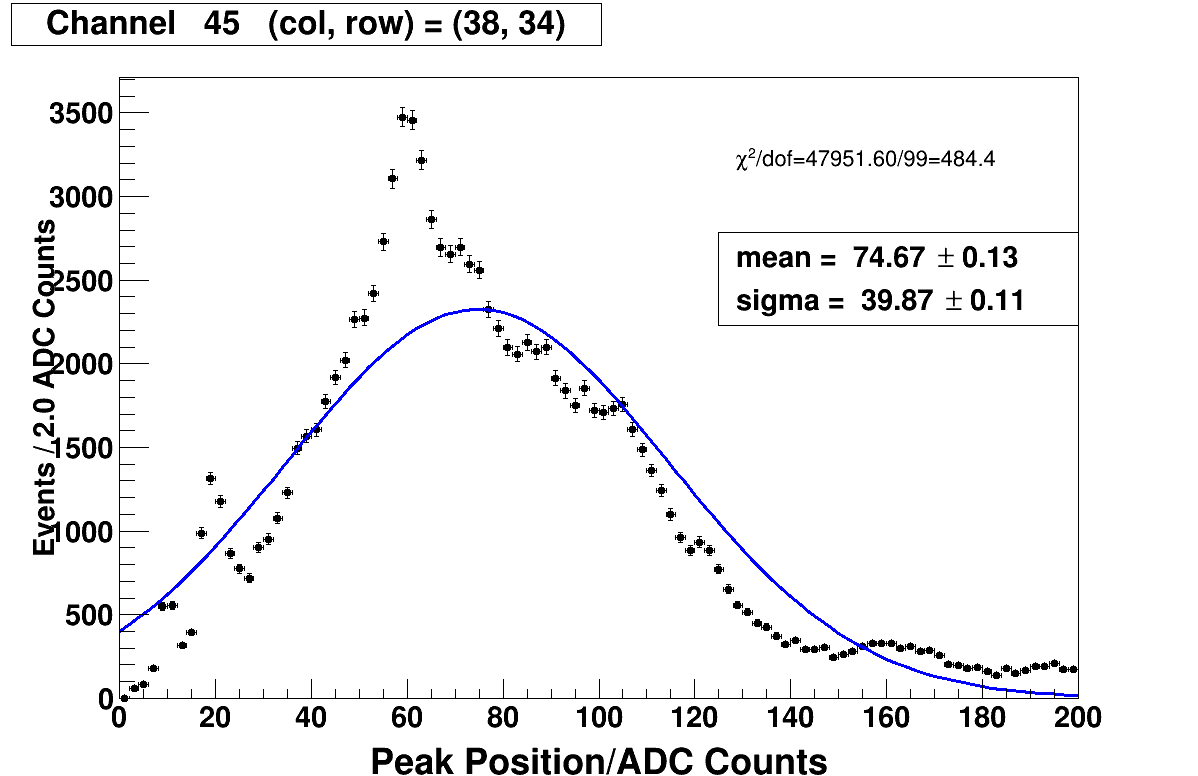 Channel 45 (col, row) = (38, 34)
χ²/dof=47951.60/99=484.4
mean = 74.67 ± 0.13
sigma = 39.87 ± 0.11
Events / 2.0 ADC Counts
3500
3000
2500
2000
1500
1000
500
0
0 20 40 60 80 100 120 140 160 180 200
Peak Position/ADC Counts